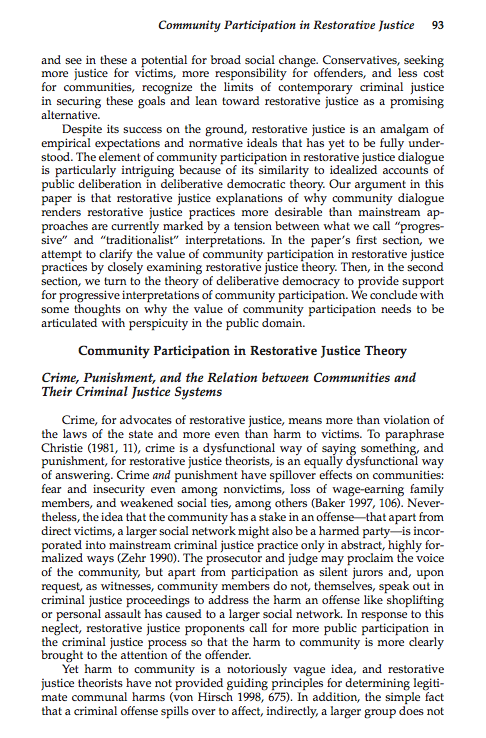 Community Participation in Restorative Justice 93
and see in these a potential for broad social change. Conservatives, seeking
more justice for victims, more responsibility for offenders, and less cost
for communities, recognize the limits of contemporary criminal justice
in securing these goals and lean toward restorative justice as a promising
alternative.
Despite its success on the ground, restorative justice is an amalgam of
empirical expectations and normative ideals that has yet to be fully under-
stood. The element of community participation in restorative justice dialogue
is particularly intriguing because of its similarity to idealized accounts of
public deliberation in deliberative democratic theory. Our argument in this
paper is that restorative justice explanations of why community dialogue
renders restorative justice practices more desirable than mainstream ap-
proaches are currently marked by a tension between what we call “progres-
sive” and “traditionalist” interpretations. In the paper’s first section, we
attempt to clarify the value of community participation in restorative justice
practices by closely examining restorative justice theory. Then, in the second
section, we turn to the theory of deliberative democracy to provide support
for progressive interpretations of community participation. We conclude with
some thoughts on why the value of community participation needs to be
articulated with perspicuity in the public domain.
Community Participation in Restorative Justice Theory
Crime, Punishment, and the Relation between Communities and
Their Criminal Justice Systems
Crime, for advocates of restorative justice, means more than violation of
the laws of the state and more even than harm to victims. To paraphrase
Christie (1981, 11), crime is a dysfunctional way of saying something, and
punishment, for restorative justice theorists, is an equally dysfunctional way
of answering. Crime and punishment have spillover effects on communities:
fear and insecurity even among nonvictims, loss of wage-earning family
members, and weakened social ties, among others (Baker 1997, 106). Never-
theless, the idea that the community has a stake in an offense—that apart from
direct victims, a larger social network might also be a harmed party—is incor-
porated into mainstream criminal justice practice only in abstract, highly for-
malized ways (Zehr 1990). The prosecutor and judge may proclaim the voice
of the community, but apart from participation as silent jurors and, upon
request, as witnesses, community members do not, themselves, speak out in
criminal justice proceedings to address the harm an offense like shoplifting
or personal assault has caused to a larger social network. In response to this
neglect, restorative justice proponents call for more public participation in
the criminal justice process so that the harm to community is more clearly
brought to the attention of the offender.
Yet harm to community is a notoriously vague idea, and restorative
justice theorists have not provided guiding principles for determining legiti-
mate communal harms (von Hirsch 1998, 675). In addition, the simple fact
that a criminal offense spills over to affect, indirectly, a larger group does not